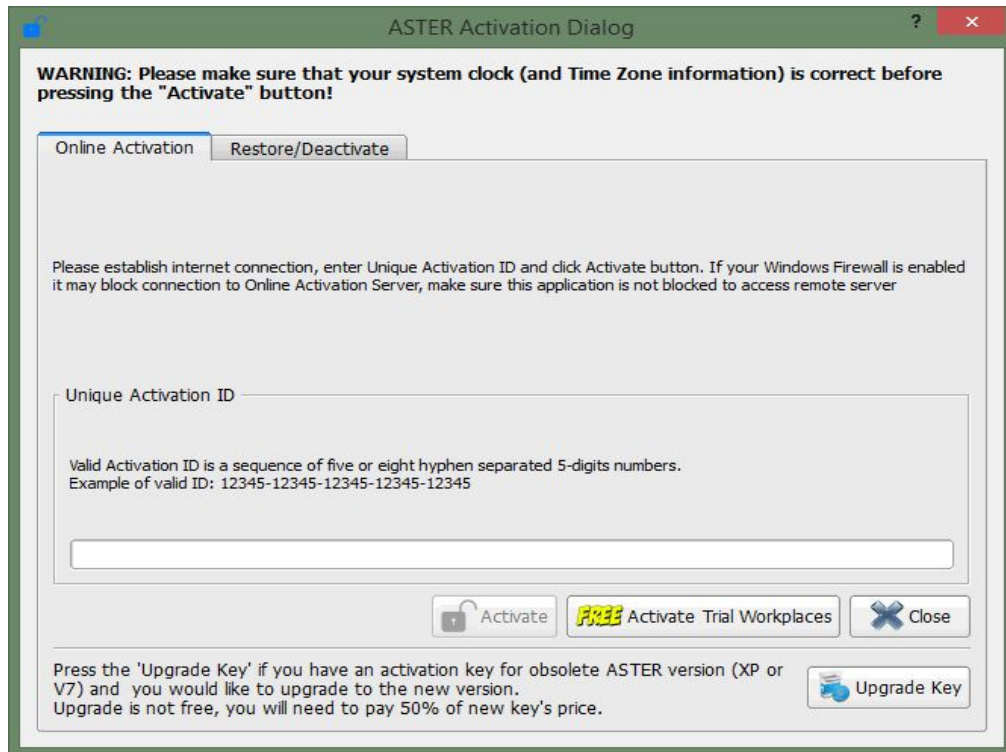 ASTER Activation Dialog
?
WARNING: Please make sure that your system clock (and Time Zone information) is correct before
pressing the "Activate" button!
Online Activation
Restore/Deactivate
Please establish internet connection, enter Unique Activation ID and click Activate button. If your Windows Firewall is enabled
it may block connection to Online Activation Server, make sure this application is not blocked to access remote server
Unique Activation ID
Valid Activation ID is a sequence of five or eight hyphen separated 5-digits numbers.
Example of valid ID: 12345-12345-12345-12345-12345
Activate
FREE Activate Trial Workplaces
Close
Press the 'Upgrade Key' if you have an activation key for obsolete ASTER version (XP or
V7) and you would like to upgrade to the new version.
Upgrade is not free, you will need to pay 50% of new key's price.
Upgrade Key